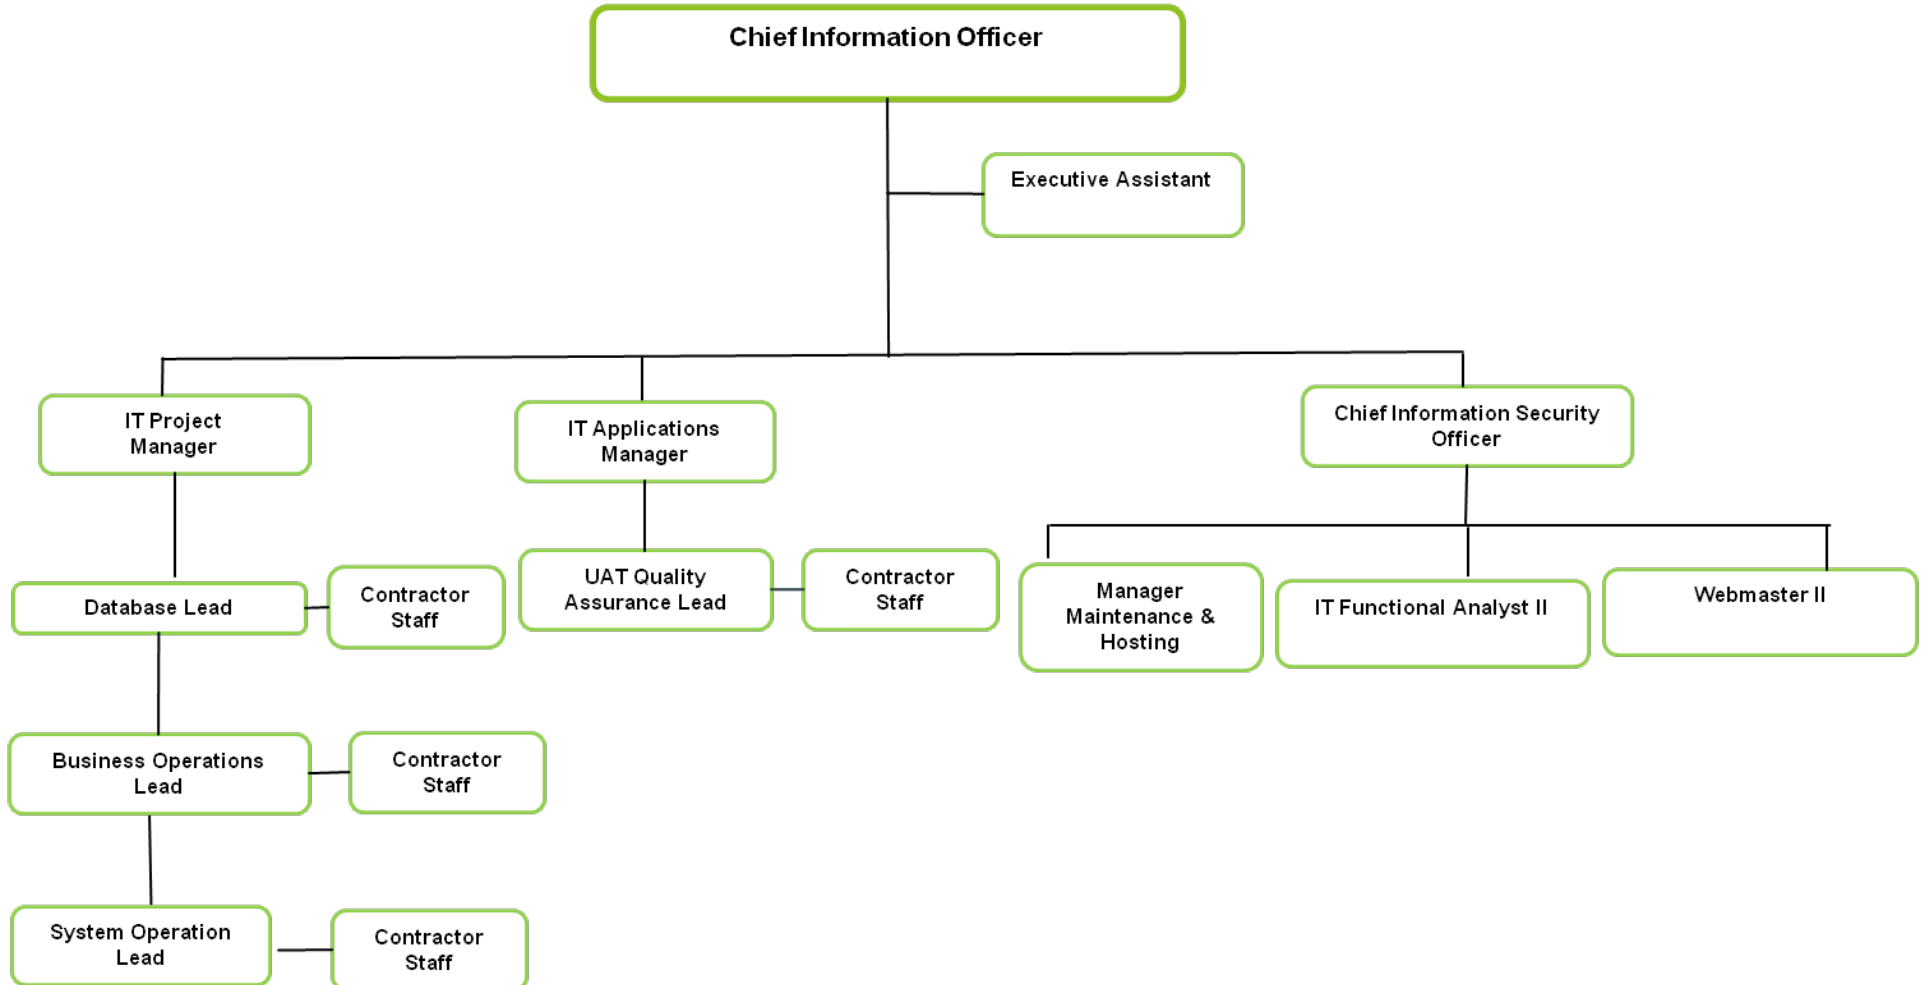 Chief Information Officer
Executive Assistant
IT Project
Manager
IT Applications
Manager
Chief Information Security
Officer
Database Lead
Contractor
Staff
UAT Quality
Assurance Lead
Contractor
Staff
Manager
Maintenance &
Hosting
IT Functional Analyst II
Webmaster II
Business Operations
Lead
Contractor
Staff
System Operation
Lead
Contractor
Staff